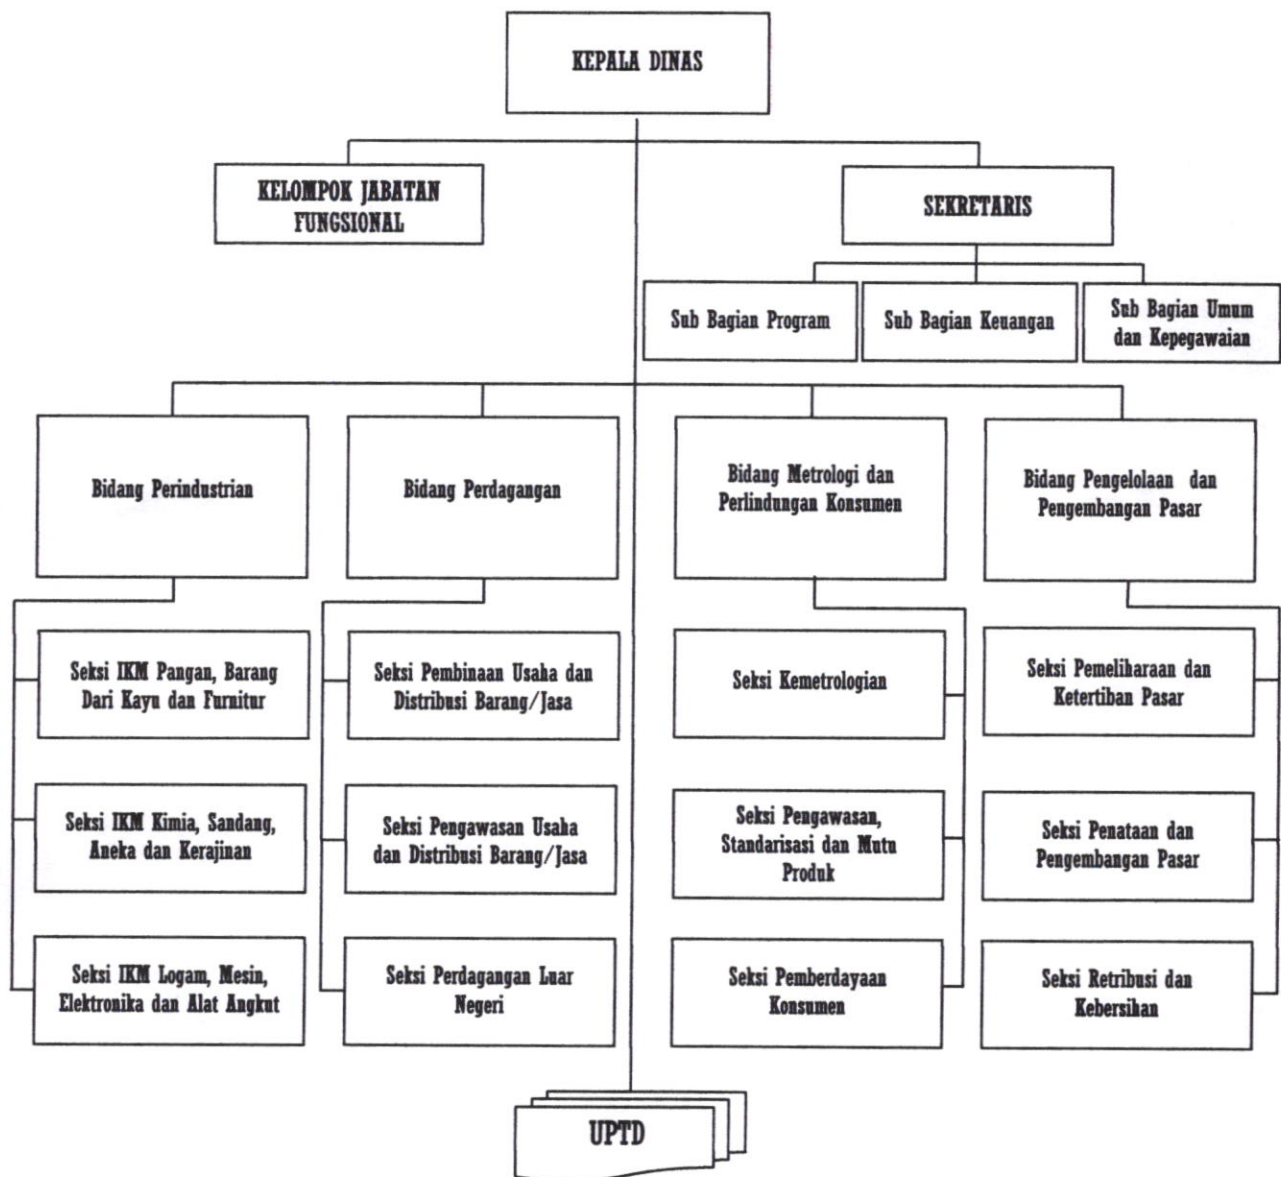 KEPALA DINAS
KELOMPOK JABATAN
FUNGSIONAL
SEKRETARIS
Sub Bagian Program
Sub Bagian Keuangan
Sub Bagian Umum
dan Kepegawaian
Bidang Perindustrian
Bidang Perdagangan
Bidang Metrologi dan
Perlindungan Konsumen
Bidang Pengelolaan dan
Pengembangan Pasar
Seksi IKM Pangan, Barang
Dari Kayu dan Furnitur
Seksi Pembinaan Usaha dan
Distribusi Barang/Jasa
Seksi Kemetrologian
Seksi Pemeliharaan dan
Ketertiban Pasar
Seksi IKM Kimia, Sandang,
Aneka dan Kerajinan
Seksi Pengawasan Usaha
dan Distribusi Barang/Jasa
Seksi Pengawasan,
Standarisasi dan Mutu
Produk
Seksi Penataan dan
Pengembangan Pasar
Seksi IKM Logam, Mesin,
Elektronika dan Alat Angkut
Seksi Perdagangan Luar
Negeri
Seksi Pemberdayaan
Konsumen
Seksi Retribusi dan
Kebersihan
UPTD